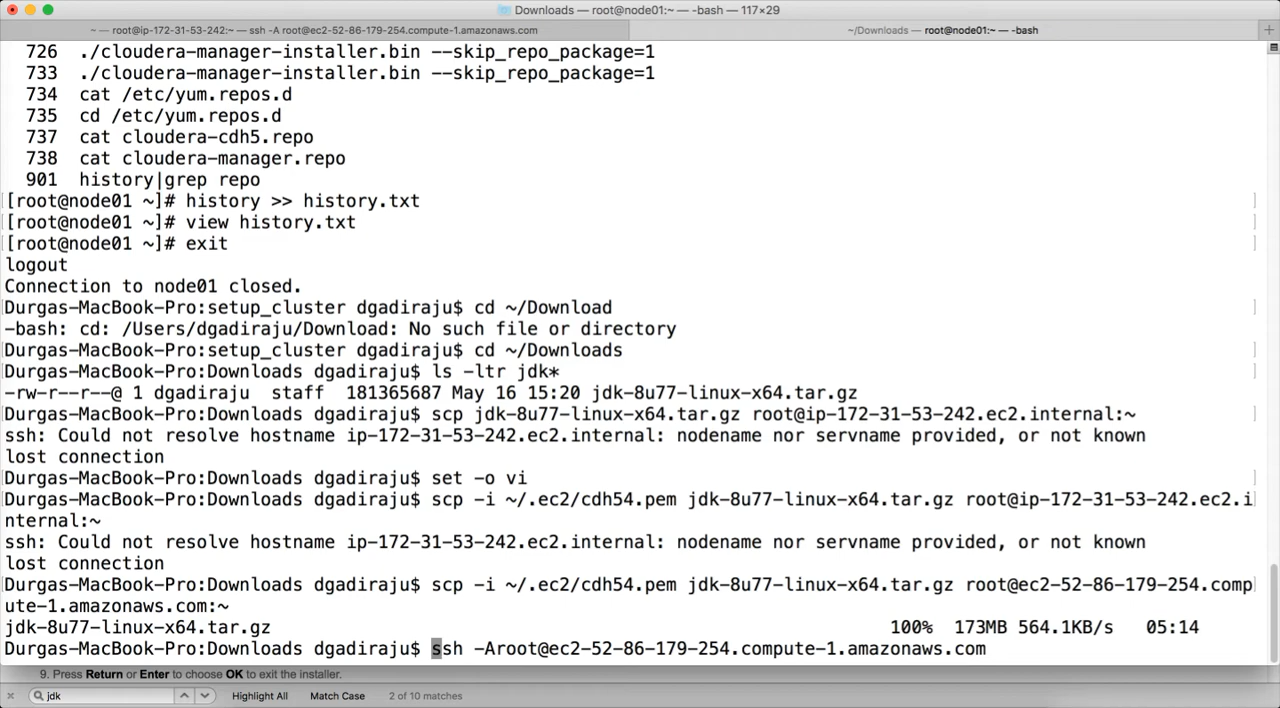 Downloads — root@node01:~ — -bash — 117×29
~ — root@ip-172-31-53-242:~ — ssh -A root@ec2-52-86-179-254.compute-1.amazonaws.com
~/Downloads — root@node01:~ — -bash
726 ./cloudera-manager-installer.bin --skip_repo_package=1
733 ./cloudera-manager-installer.bin --skip_repo_package=1
734 cat /etc/yum.repos.d
735 cd /etc/yum.repos.d
737 cat cloudera-cdh5.repo
738 cat cloudera-manager.repo
901 history|grep repo
[root@node01 ~]# history >> history.txt
[root@node01 ~]# view history.txt
[root@node01 ~]# exit
logout
Connection to node01 closed.
Durgas-MacBook-Pro:setup_cluster dgadiraju$ cd ~/Download
-bash: cd: /Users/dgadiraju/Download: No such file or directory
Durgas-MacBook-Pro:setup_cluster dgadiraju$ cd ~/Downloads
Durgas-MacBook-Pro:Downloads dgadiraju$ ls -ltr jdk*
-rw-r--r--@ 1 dgadiraju staff 181365687 May 16 15:20 jdk-8u77-linux-x64.tar.gz
Durgas-MacBook-Pro:Downloads dgadiraju$ scp jdk-8u77-linux-x64.tar.gz root@ip-172-31-53-242.ec2.internal:~
ssh: Could not resolve hostname ip-172-31-53-242.ec2.internal: nodename nor servname provided, or not known
lost connection
Durgas-MacBook-Pro:Downloads dgadiraju$ set -o vi
Durgas-MacBook-Pro:Downloads dgadiraju$ scp -i ~/.ec2/cdh54.pem jdk-8u77-linux-x64.tar.gz root@ip-172-31-53-242.ec2.i
nternal:~
ssh: Could not resolve hostname ip-172-31-53-242.ec2.internal: nodename nor servname provided, or not known
lost connection
Durgas-MacBook-Pro:Downloads dgadiraju$ scp -i ~/.ec2/cdh54.pem jdk-8u77-linux-x64.tar.gz root@ec2-52-86-179-254.comp
ute-1.amazonaws.com:~
jdk-8u77-linux-x64.tar.gz 100% 173MB 564.1KB/s 05:14
Durgas-MacBook-Pro:Downloads dgadiraju$ ssh -Aroot@ec2-52-86-179-254.compute-1.amazonaws.com
9. Press Return or Enter to choose OK to exit the installer.
jdk
Highlight All
Match Case
2 of 10 matches